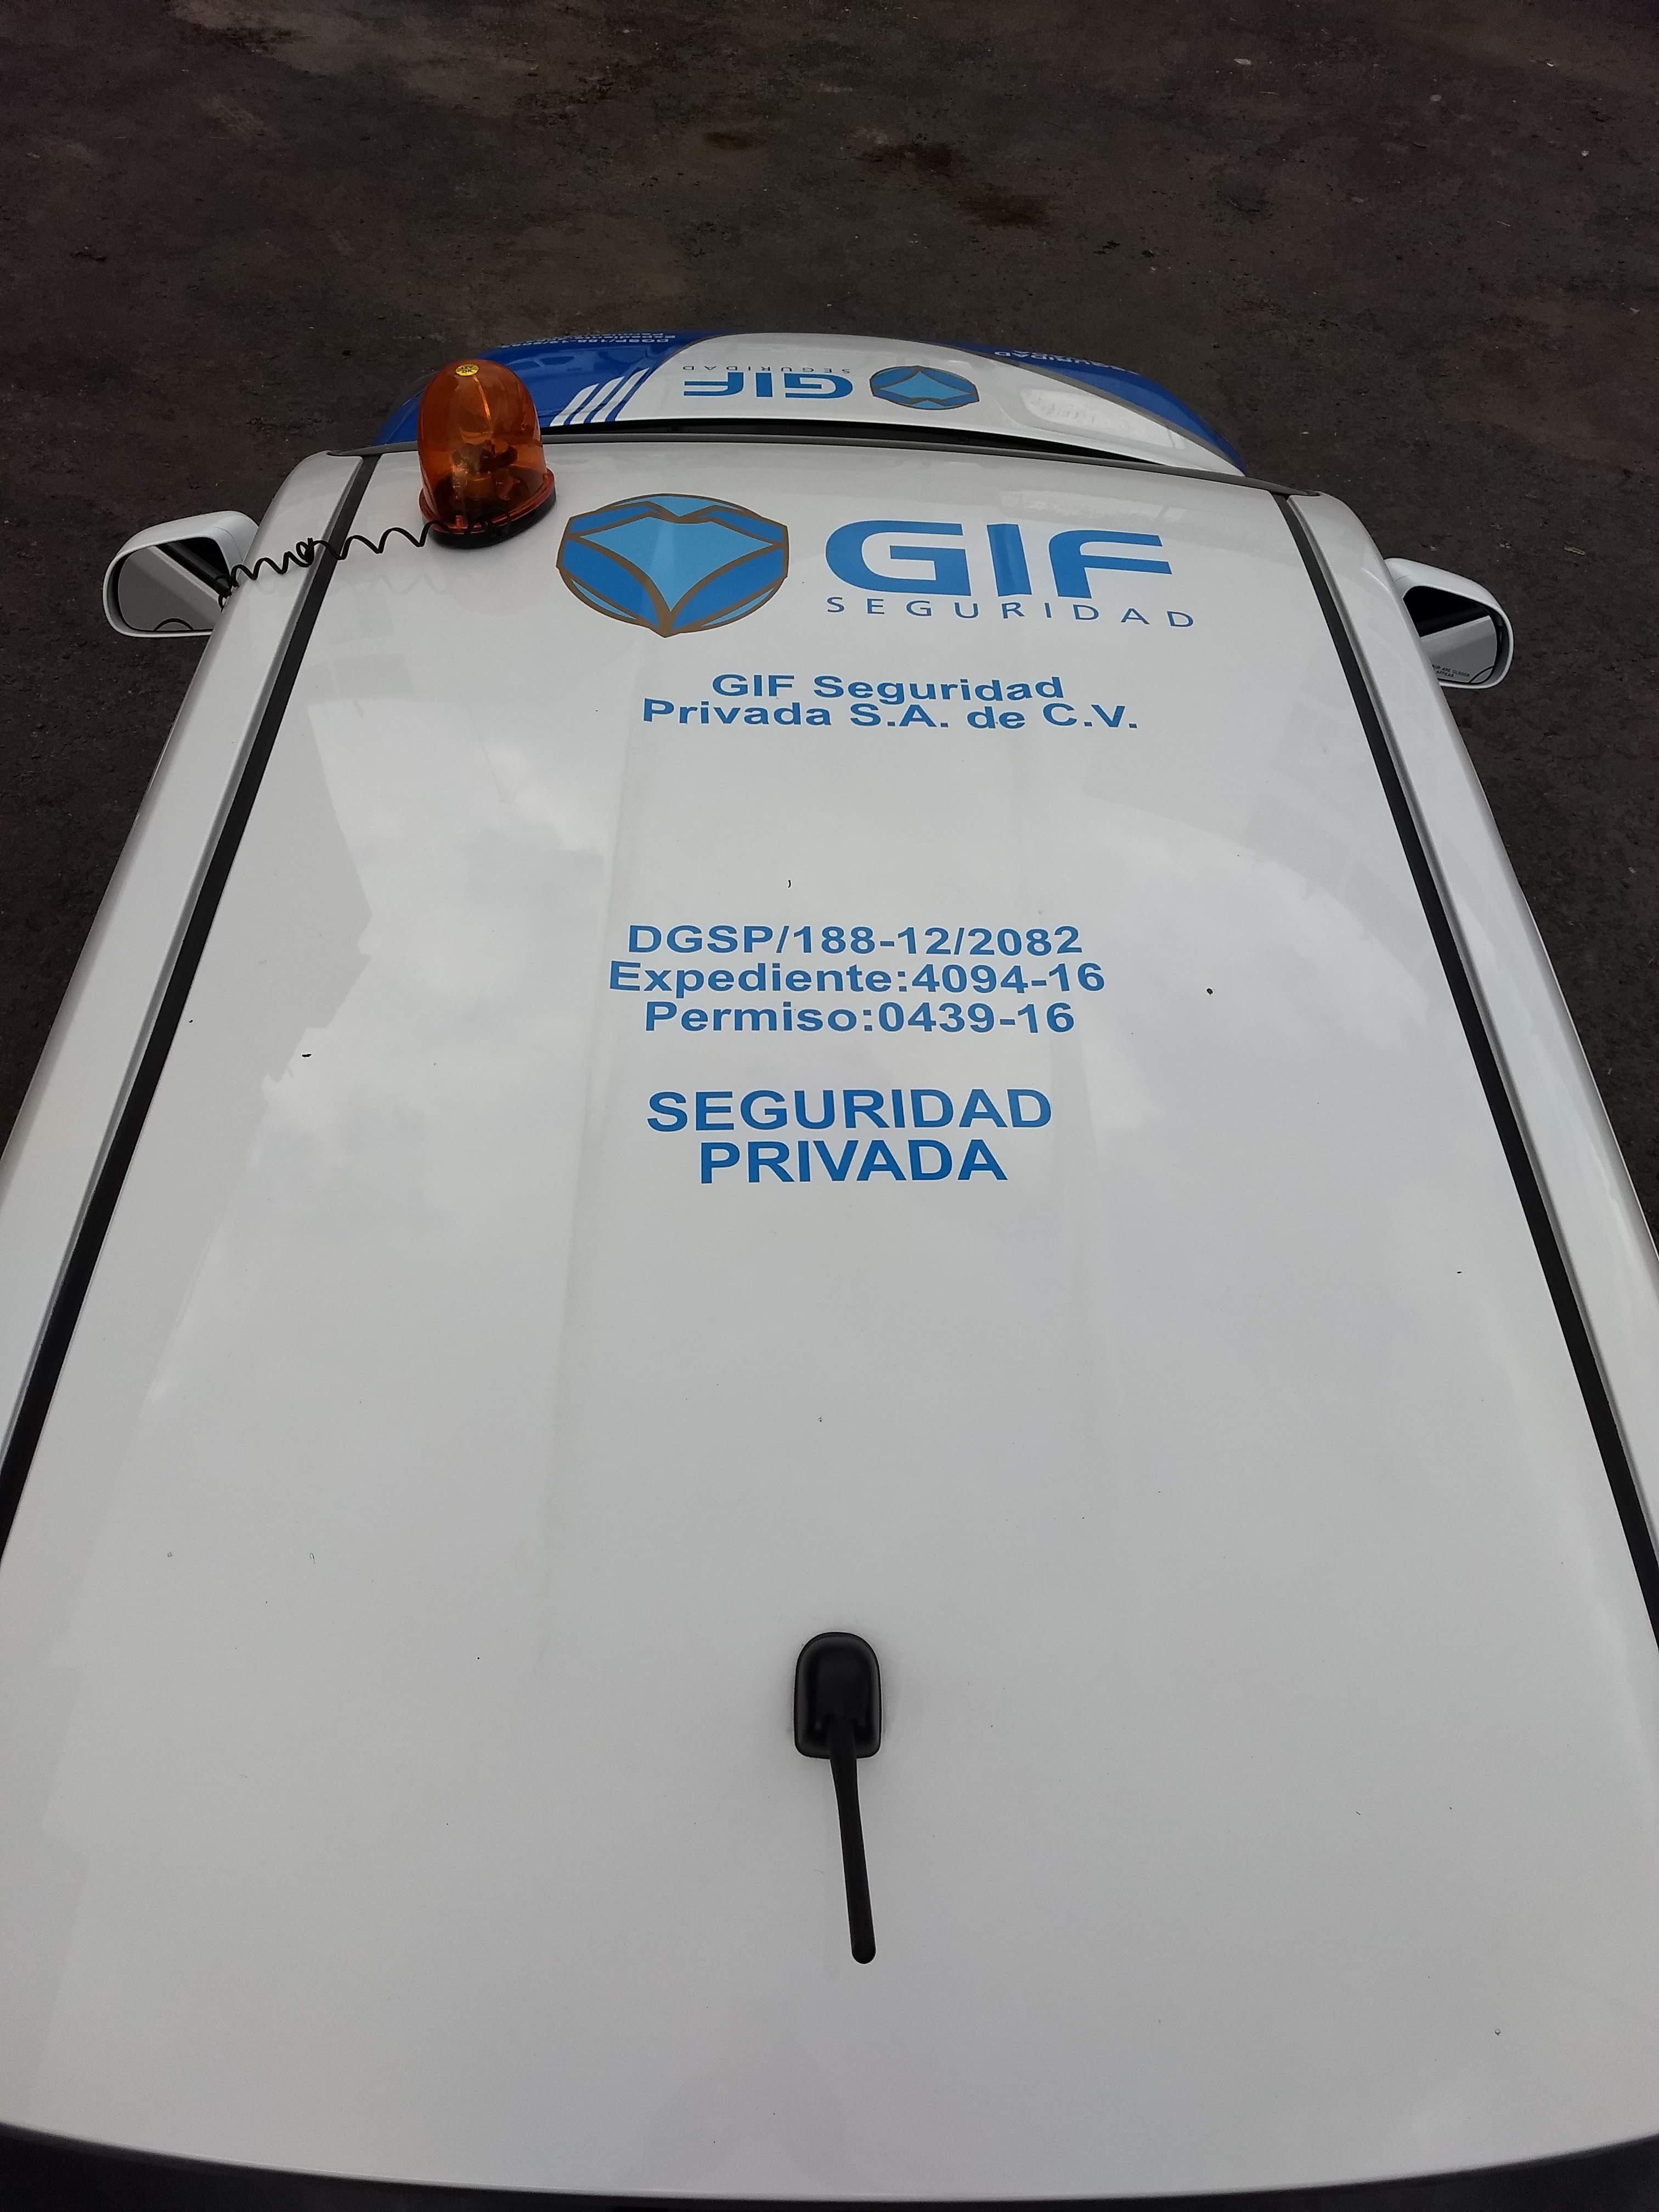 GIF
SEGURIDAD
GIF
SEGURIDAD
GIF Seguridad
Privada S.A. de C.V.
DGSP/188-12/2082
Expediente:4094-16
Permiso:0439-16
SEGURIDAD
PRIVADA